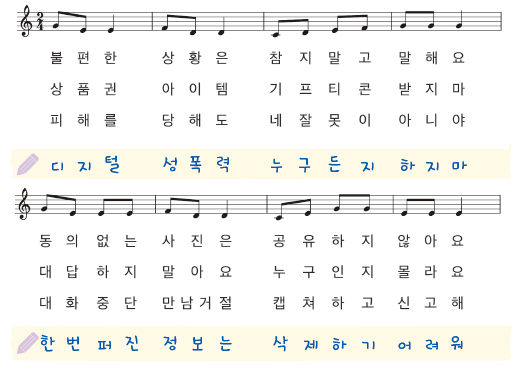 2 4
불 편 한 상 황 은 참 지 말 고 말 해 요
상 품 권 아 이 템 기 프 티 콘 받 지 마
피 해 를 당 해 도 네 잘 못 이 아 니 야
디 지 털 성 폭 력 누 구 든 지 하 지 마
동 의 없 는 사 진 은 공 유 하 지 않 아 요
대 답 하 지 말 아 요 누 구 인 지 몰 라 요
대 화 중 단 만 남 거 절 캡 쳐 하 고 신 고 해
한 번 퍼 진 정 보 는 삭 제 하 기 어 려 워